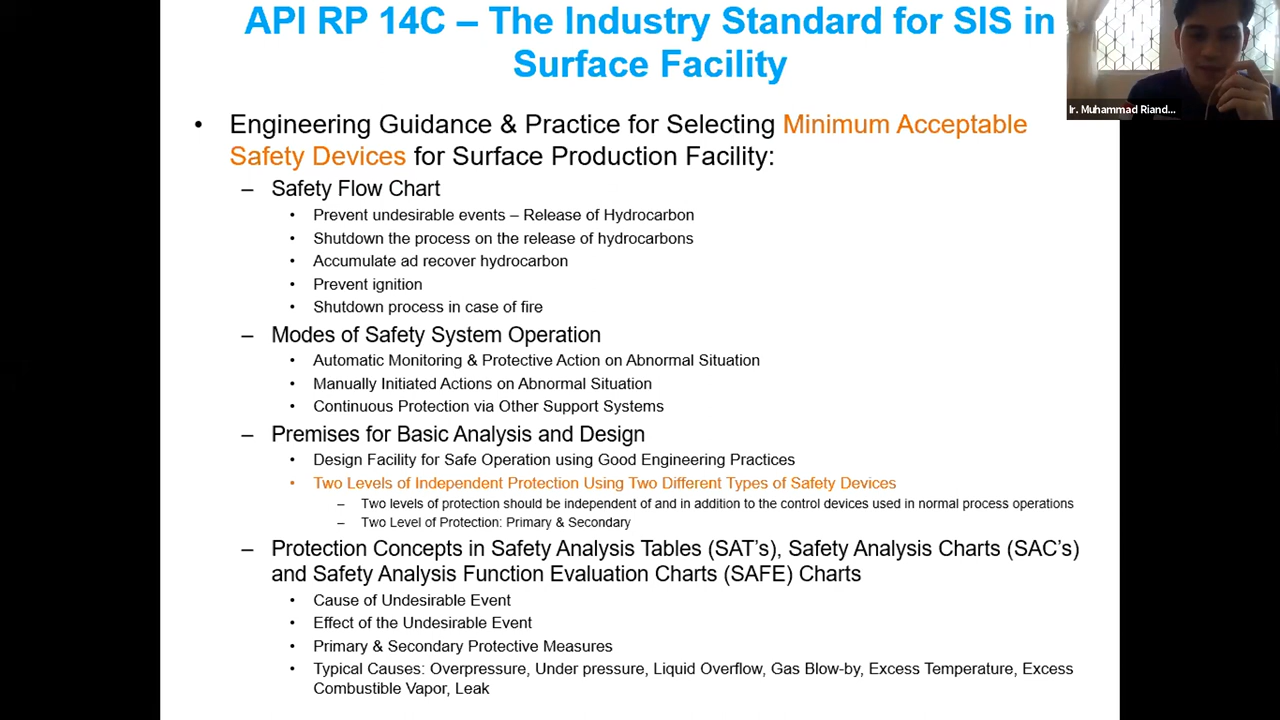 API RP 14C – The Industry Standard for SIS in
Surface Facility
Ir. Muhammad Riand...
• Engineering Guidance & Practice for Selecting Minimum Acceptable
Safety Devices for Surface Production Facility:
– Safety Flow Chart
• Prevent undesirable events – Release of Hydrocarbon
• Shutdown the process on the release of hydrocarbons
• Accumulate ad recover hydrocarbon
• Prevent ignition
• Shutdown process in case of fire
– Modes of Safety System Operation
• Automatic Monitoring & Protective Action on Abnormal Situation
• Manually Initiated Actions on Abnormal Situation
• Continuous Protection via Other Support Systems
– Premises for Basic Analysis and Design
• Design Facility for Safe Operation using Good Engineering Practices
• Two Levels of Independent Protection Using Two Different Types of Safety Devices
– Two levels of protection should be independent of and in addition to the control devices used in normal process operations
– Two Level of Protection: Primary & Secondary
– Protection Concepts in Safety Analysis Tables (SAT's), Safety Analysis Charts (SAC's)
and Safety Analysis Function Evaluation Charts (SAFE) Charts
• Cause of Undesirable Event
• Effect of the Undesirable Event
• Primary & Secondary Protective Measures
• Typical Causes: Overpressure, Under pressure, Liquid Overflow, Gas Blow-by, Excess Temperature, Excess
Combustible Vapor, Leak